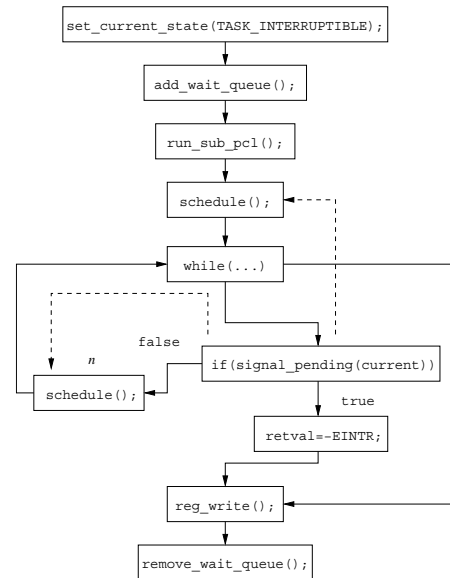 set_current_state(TASK_INTERRUPTIBLE);
add_wait_queue();
run_sub_pcl();
schedule();
while(...)
false
n
if(signal_pending(current))
schedule();
true
retval=-EINTR;
reg_write();
remove_wait_queue();